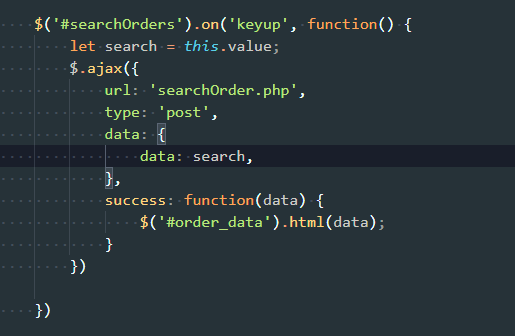 $('#searchOrders').on('keyup', function() {
let search = this.value;
$.ajax({
url: 'searchOrder.php',
type: 'post',
data: {
data: search,
},
success: function(data) {
$('#order_data').html(data);
}
})
})